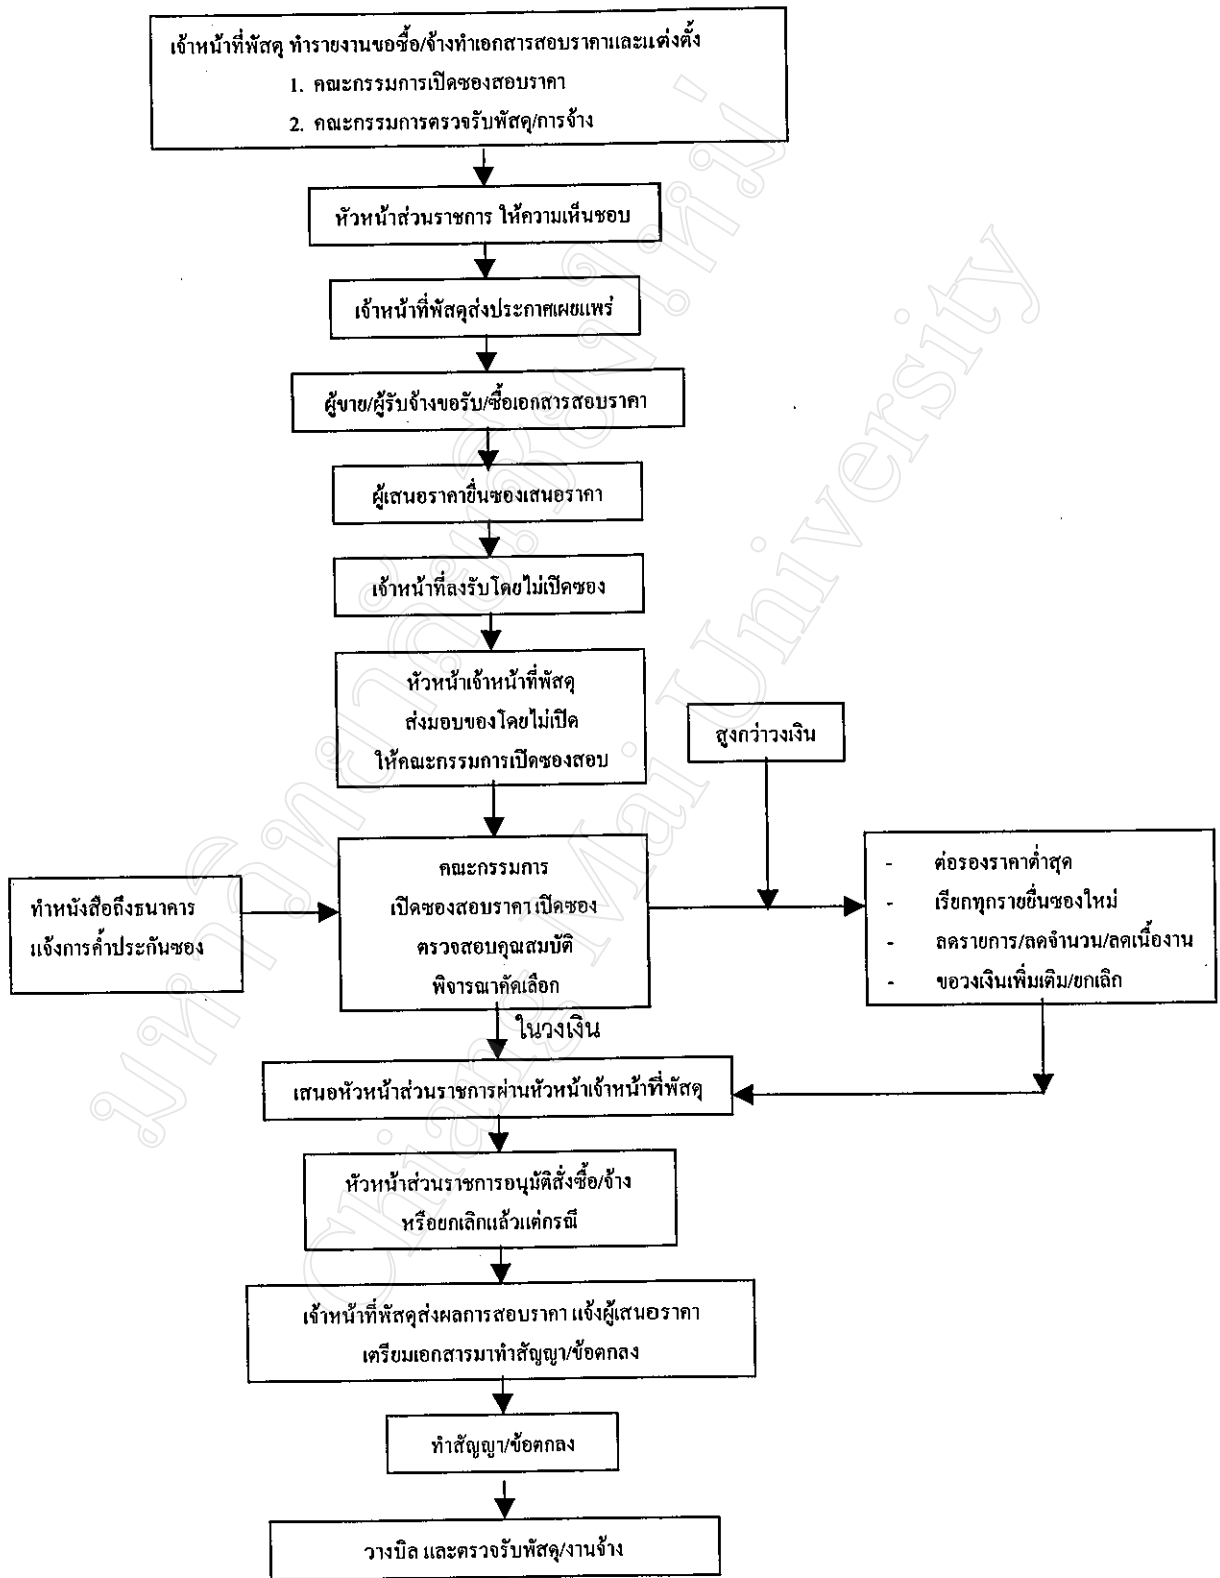 เจ้าหน้าที่พัสดุ ทำรายงานขอซื้อ/จ้างทำเอกสารสอบราคาและแต่งตั้ง
1. คณะกรรมการเปิดซองสอบราคา
2. คณะกรรมการตรวจรับพัสดุ/การจ้าง
หัวหน้าส่วนราชการ ให้ความเห็นชอบ
เจ้าหน้าที่พัสดุส่งประกาศเผยแพร่
ผู้ขาย/ผู้รับจ้างขอรับ/ซื้อเอกสารสอบราคา
ผู้เสนอราคายื่นซองเสนอราคา
เจ้าหน้าที่ลงรับโดยไม่เปิดซอง
หัวหน้าเจ้าหน้าที่พัสดุ
ส่งมอบของโดยไม่เปิด
ให้คณะกรรมการเปิดซองสอบ
สูงกว่าวงเงิน
ทำหนังสือถึงธนาคาร
แจ้งการค้ำประกันซอง
คณะกรรมการ
เปิดซองสอบราคา เปิดซอง
ตรวจสอบคุณสมบัติ
พิจารณาคัดเลือก
- ต่อรองราคาต่ำสุด
- เรียกทุกรายยื่นซองใหม่
- ลดรายการ/ลดจำนวน/ลดเนื้องาน
- ขอวงเงินเพิ่มเติม/ยกเลิก
ในวงเงิน
เสนอหัวหน้าส่วนราชการผ่านหัวหน้าเจ้าหน้าที่พัสดุ
หัวหน้าส่วนราชการอนุมัติสั่งซื้อ/จ้าง
หรือยกเลิกแล้วแต่กรณี
เจ้าหน้าที่พัสดุส่งผลการสอบราคา แจ้งผู้เสนอราคา
เตรียมเอกสารมาทำสัญญา/ข้อตกลง
ทำสัญญา/ข้อตกลง
วางบิล และตรวจรับพัสดุ/งานจ้าง
มหาวิทยาลัยเชียงใหม่
Chiang Mai University